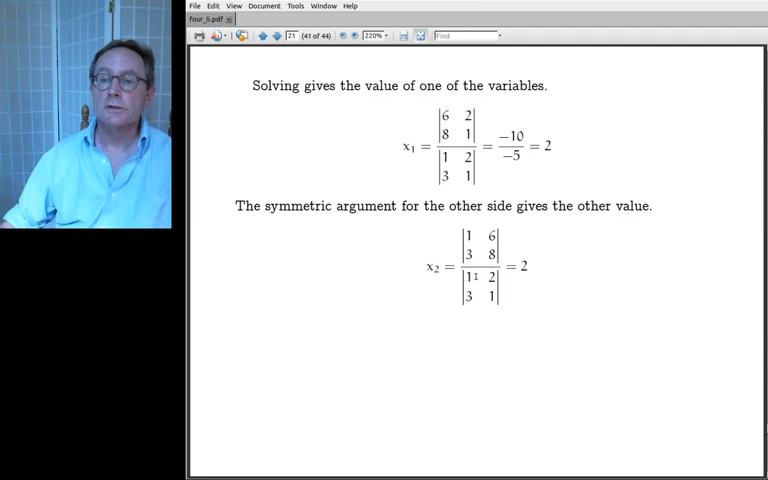 File Edit View Document Tools Window Help
four_ii.pdf
21 (41 of 44) 220% Find
Solving gives the value of one of the variables.
x₁ = |6 2; 8 1| / |1 2; 3 1| = −10 / −5 = 2
The symmetric argument for the other side gives the other value.
x₂ = |1 6; 3 8| / |1 2; 3 1| = 2